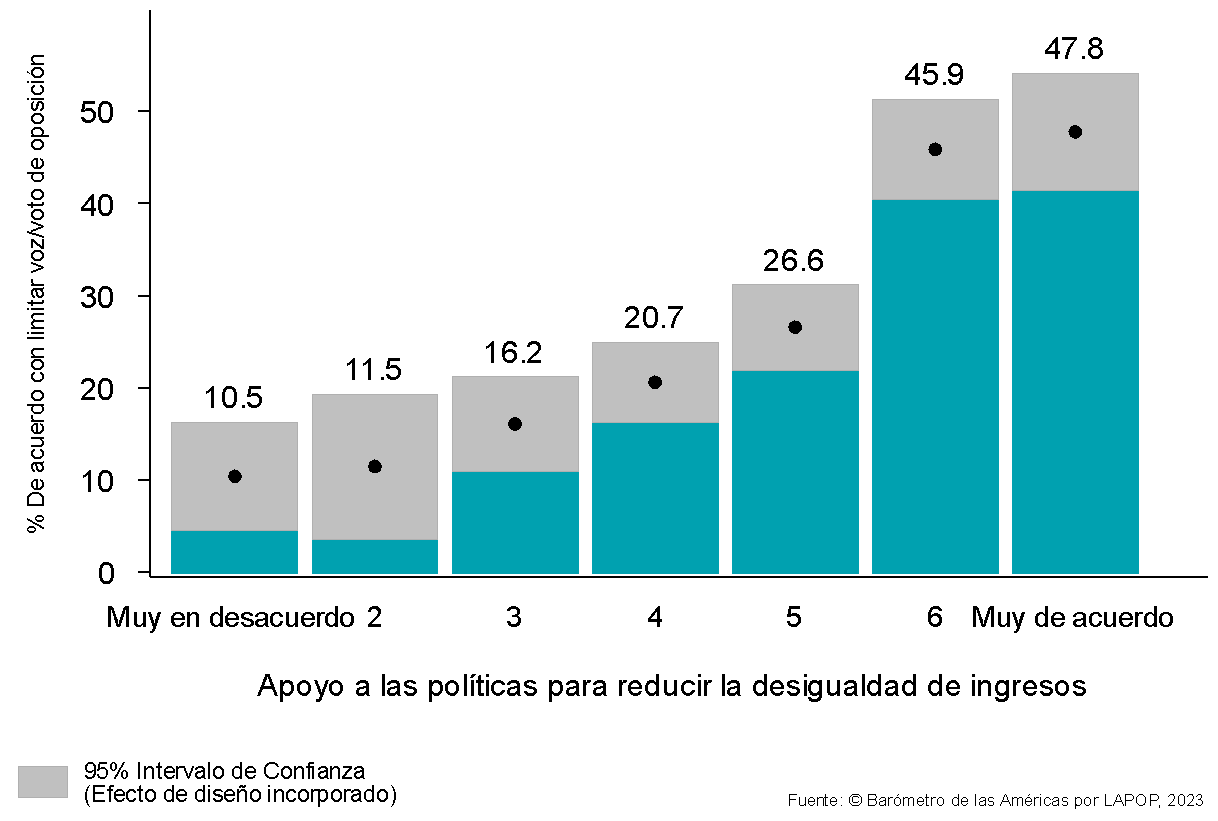 % De acuerdo con limitar voz/voto de oposición
50
40
30
20
10
0
10.5
11.5
16.2
20.7
26.6
45.9
47.8
Muy en desacuerdo 2 3 4 5 6 Muy de acuerdo
Apoyo a las políticas para reducir la desigualdad de ingresos
95% Intervalo de Confianza
(Efecto de diseño incorporado)
Fuente: © Barómetro de las Américas por LAPOP, 2023